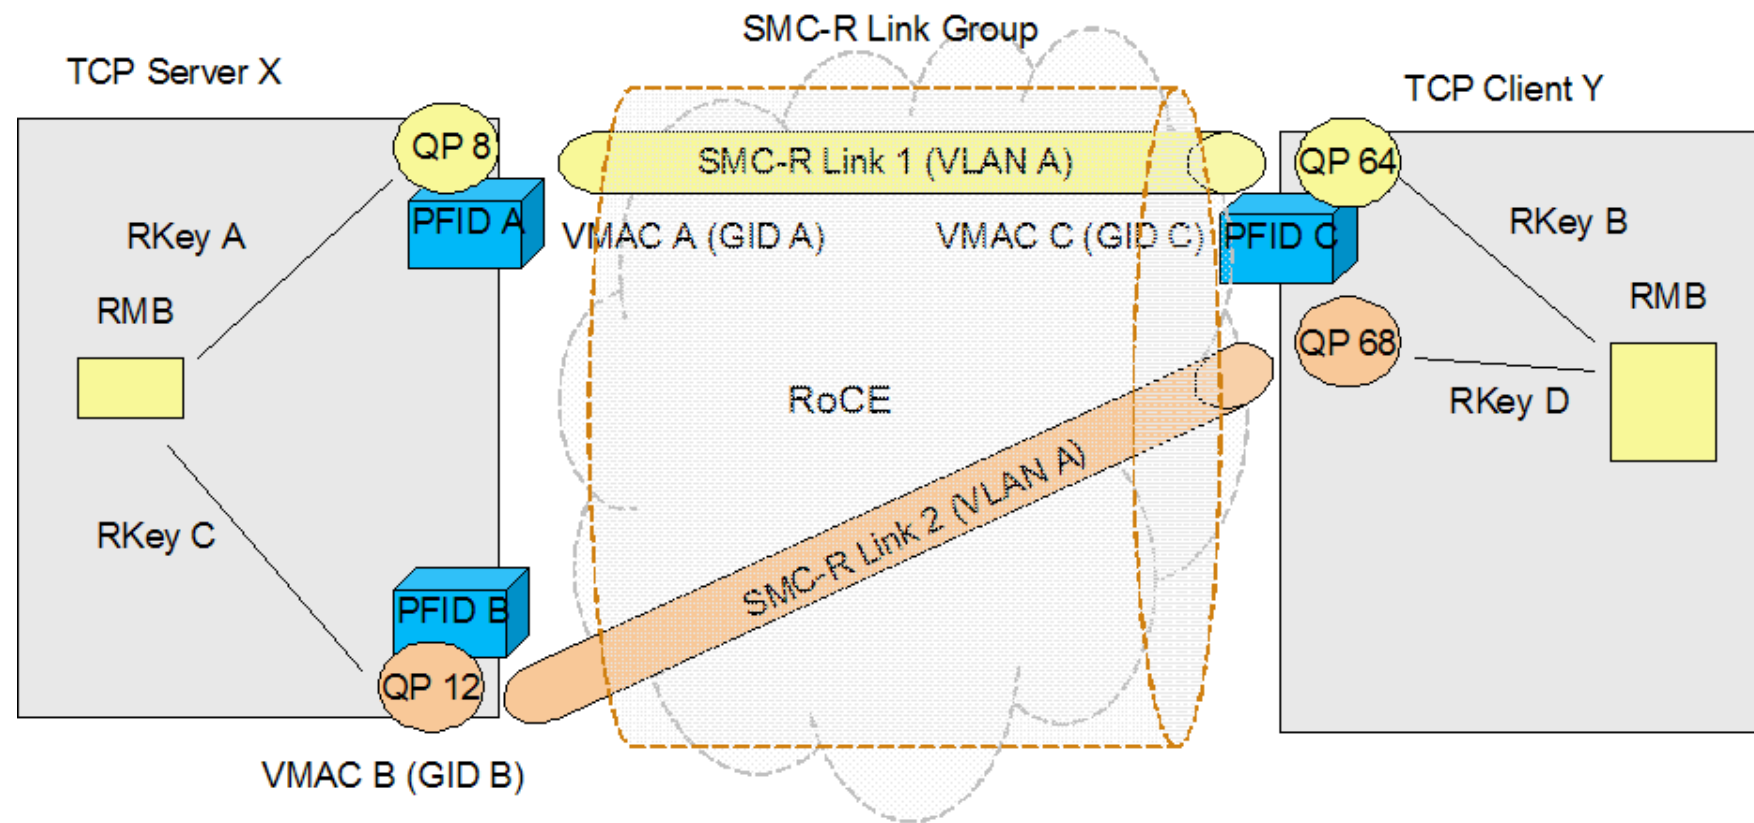 SMC-R Link Group
TCP Server X
TCP Client Y
QP 8
SMC-R Link 1 (VLAN A)
QP 64
PFID A
VMAC A (GID A)
VMAC C (GID C)
PFID C
RKey A
RKey B
RMB
RMB
QP 68
RoCE
RKey D
RKey C
SMC-R Link 2 (VLAN A)
PFID B
QP 12
VMAC B (GID B)